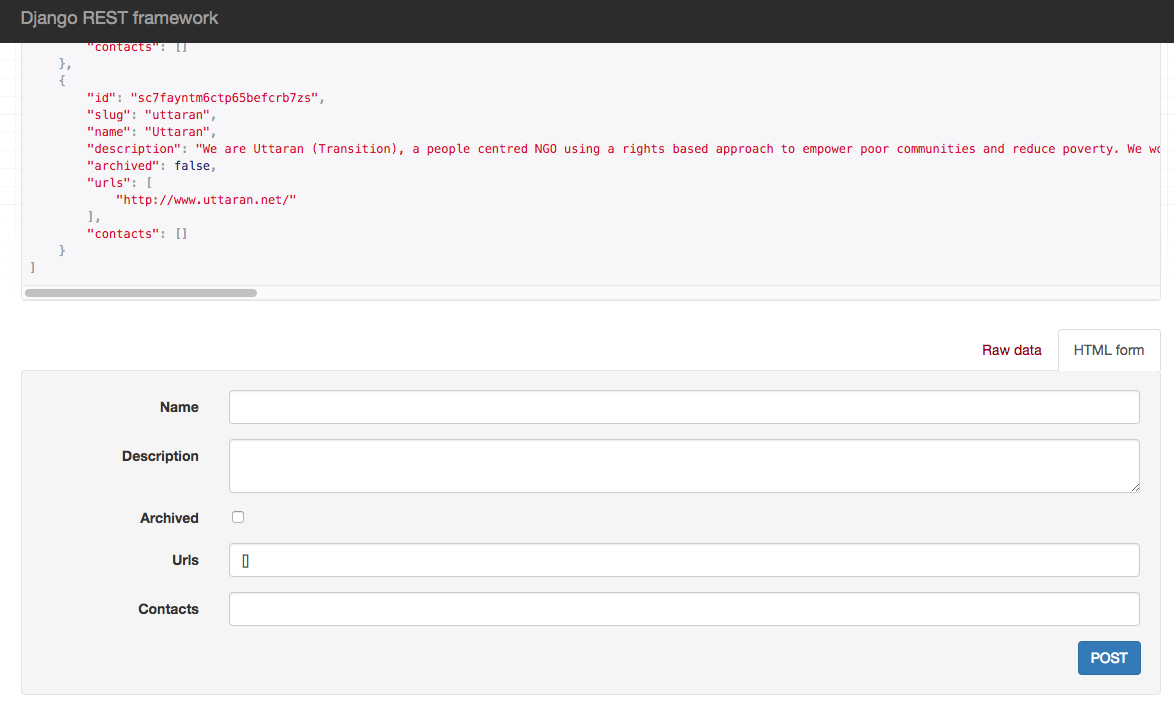 Django REST framework
"contacts": []
},
{
"id": "sc7fayntm6ctp65befcrb7zs",
"slug": "uttaran",
"name": "Uttaran",
"description": "We are Uttaran (Transition), a people centred NGO using a rights based approach to empower poor communities and reduce poverty. We wo
"archived": false,
"urls": [
"http://www.uttaran.net/"
],
"contacts": []
}
]
Raw data
HTML form
Name
Description
Archived
Urls
[]
Contacts
POST